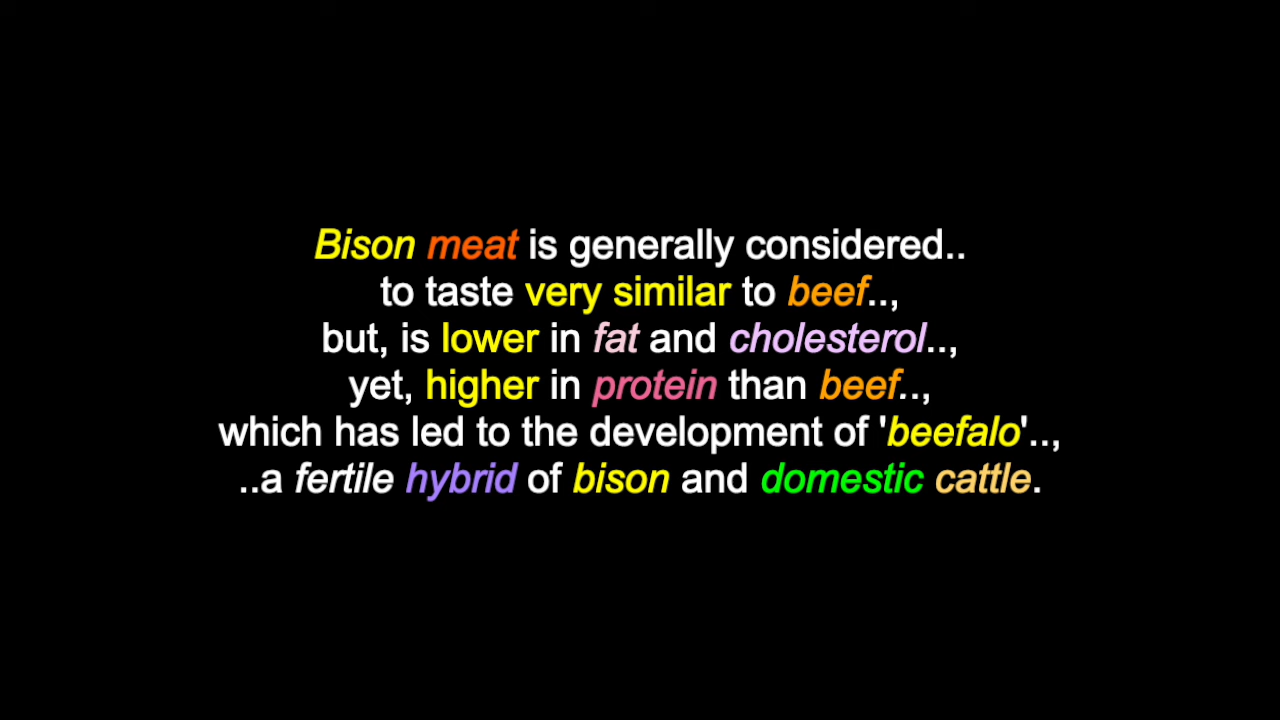 Bison meat is generally considered..
to taste very similar to beef..,
but, is lower in fat and cholesterol..,
yet, higher in protein than beef..,
which has led to the development of 'beefalo'..,
..a fertile hybrid of bison and domestic cattle.